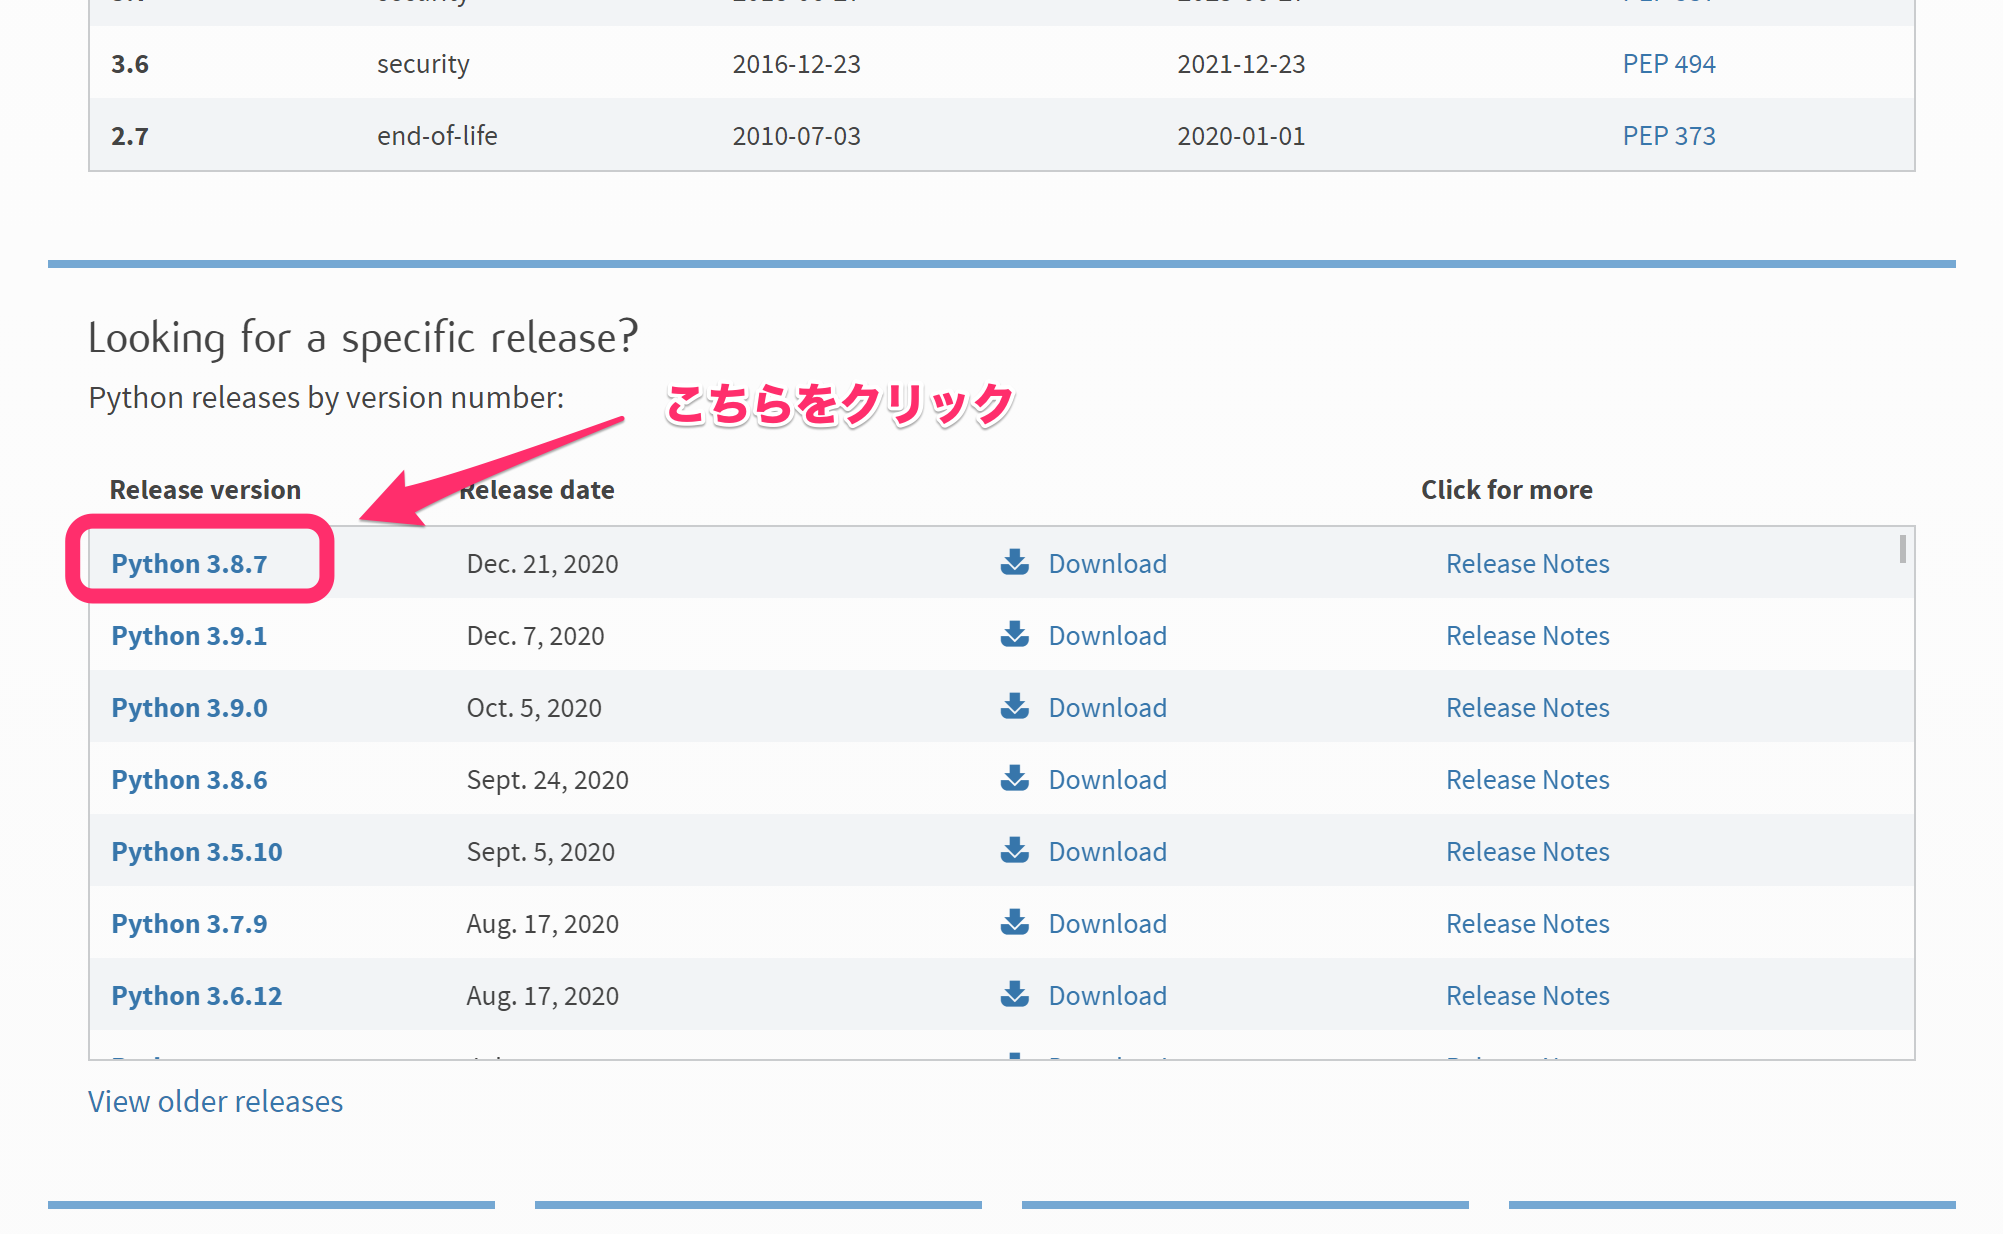 3.6 security 2016-12-23 2021-12-23 PEP 494
2.7 end-of-life 2010-07-03 2020-01-01 PEP 373
Looking for a specific release?
Python releases by version number:
こちらをクリック
Release version Release date Click for more
Python 3.8.7 Dec. 21, 2020 Download Release Notes
Python 3.9.1 Dec. 7, 2020 Download Release Notes
Python 3.9.0 Oct. 5, 2020 Download Release Notes
Python 3.8.6 Sept. 24, 2020 Download Release Notes
Python 3.5.10 Sept. 5, 2020 Download Release Notes
Python 3.7.9 Aug. 17, 2020 Download Release Notes
Python 3.6.12 Aug. 17, 2020 Download Release Notes
View older releases